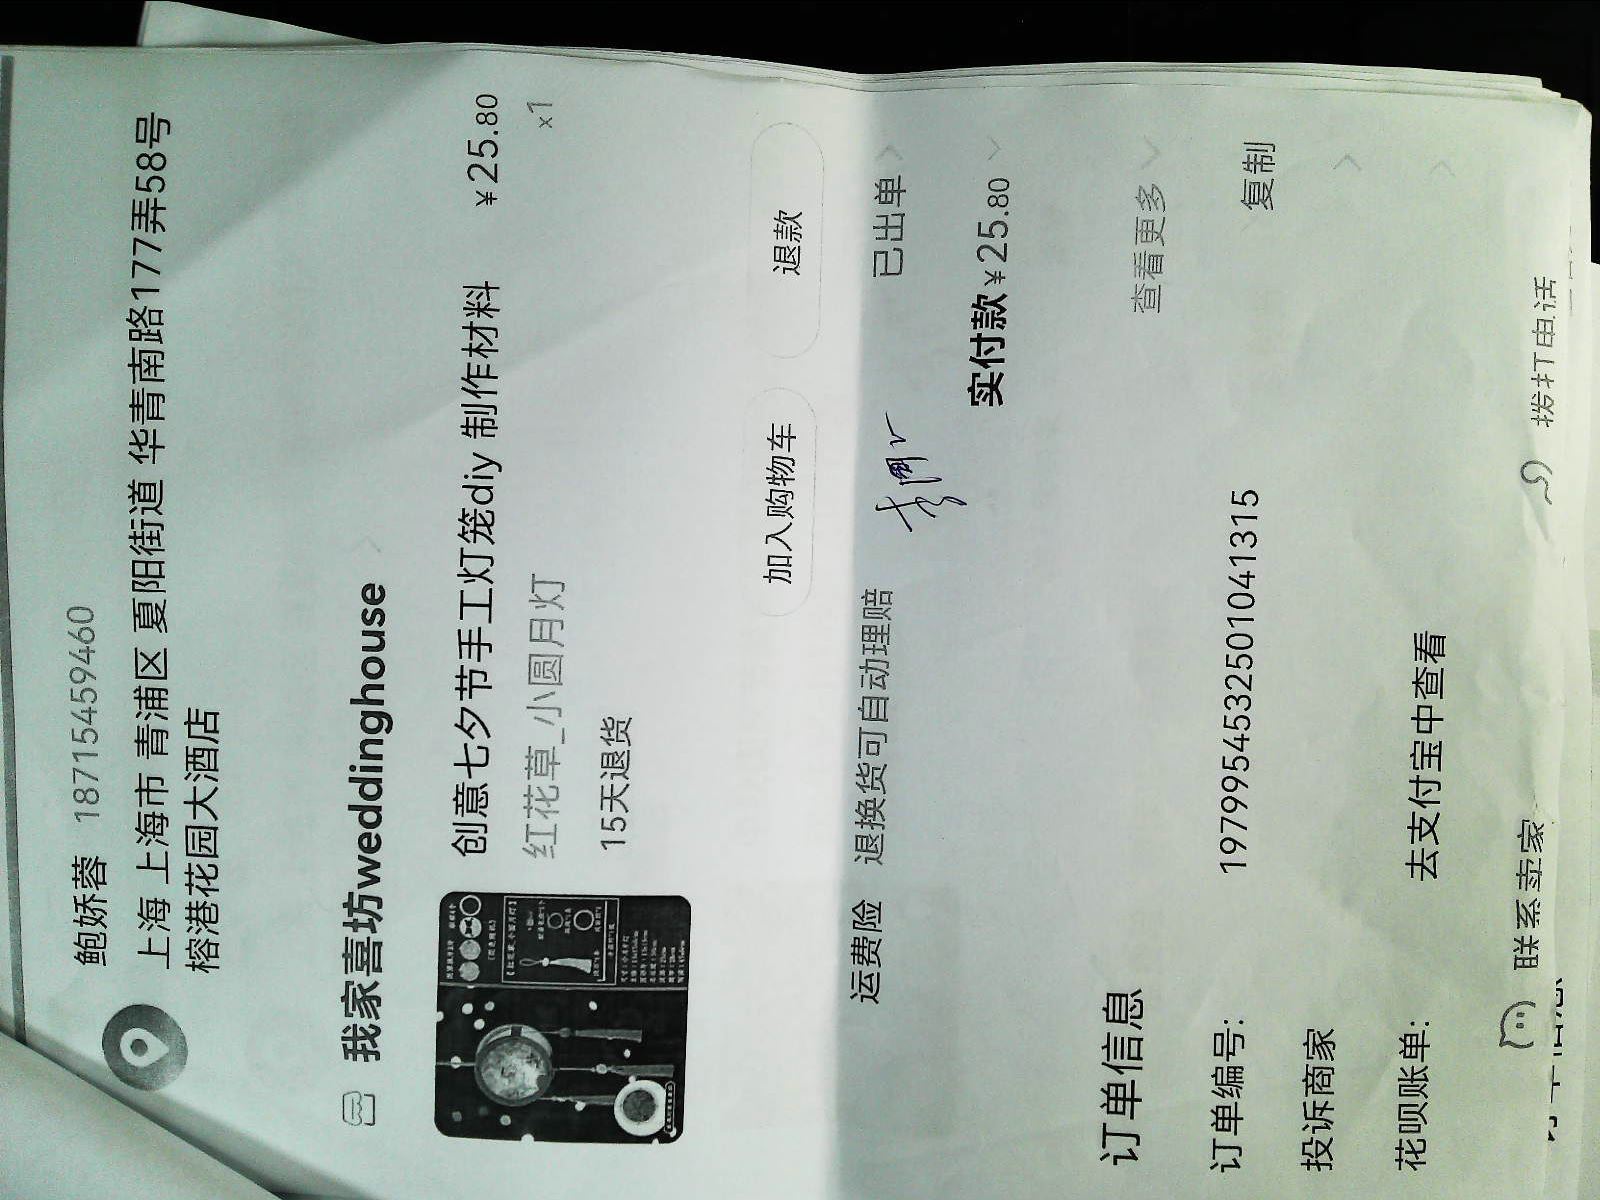 鲍娇蓉 18715459460
上海 上海市 青浦区 夏阳街道 华青南路177弄58号
榕港花园大酒店
我家喜坊weddinghouse
创意七夕节手工灯笼diy 制作材料 ¥25.80
红花草_小圆月灯 ×1
15天退货
加入购物车 退款
运费险 退换货可自动理赔 已出单
实付款 ¥25.80
查看更多
订单信息
订单编号: 1979954532501041315 复制
投诉商家
花呗账单: 去支付宝中查看
联系卖家 拨打电话